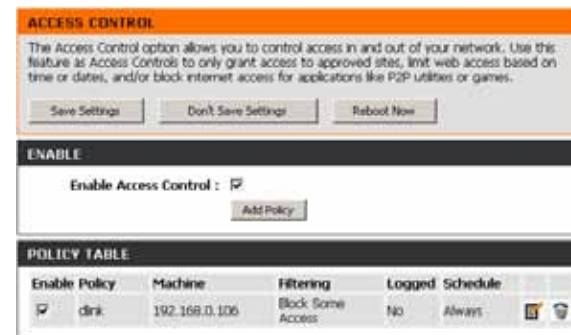 ACCESS CONTROL
The Access Control option allows you to control access in and out of your network. Use this
feature as Access Controls to only grant access to approved sites, limit web access based on
time or dates, and/or block internet access for applications like P2P utilities or games.
Save Settings Don't Save Settings Reboot Now
ENABLE
Enable Access Control :
Add Policy
POLICY TABLE
Enable Policy Machine Filtering Logged Schedule
dlink 192.168.0.106 Block Some Access No Always